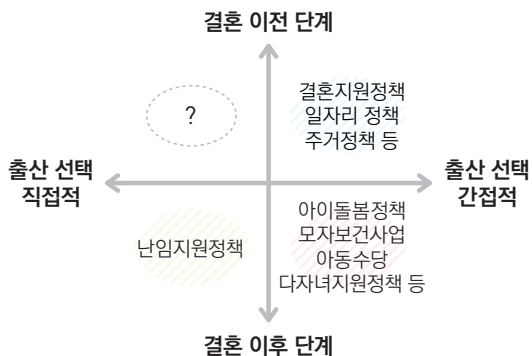 결혼 이전 단계
?
결혼지원정책
일자리 정책
주거정책 등
출산 선택
직접적
출산 선택
간접적
난임지원정책
아이돌봄정책
모자보건사업
아동수당
다자녀지원정책 등
결혼 이후 단계